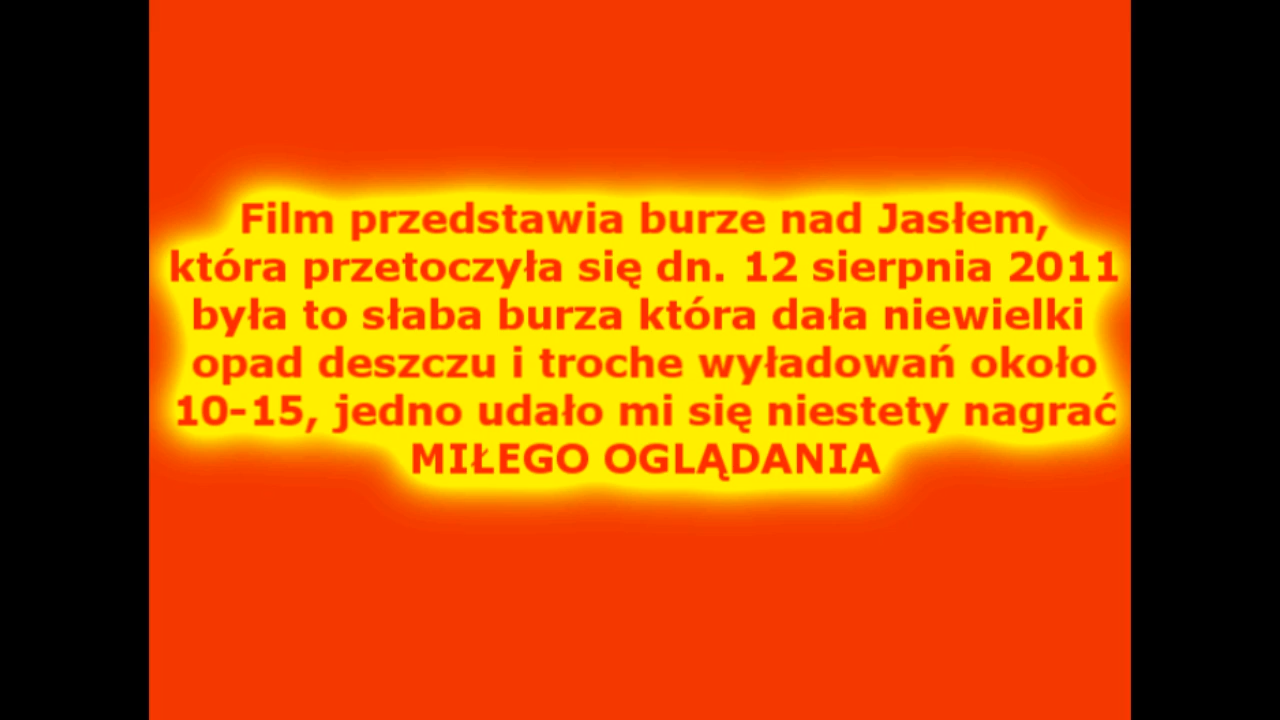 Film przedstawia burze nad Jasłem,
która przetoczyła się dn. 12 sierpnia 2011
była to słaba burza która dała niewielki
opad deszczu i troche wyładowań około
10-15, jedno udało mi się niestety nagrać
MIŁEGO OGLĄDANIA